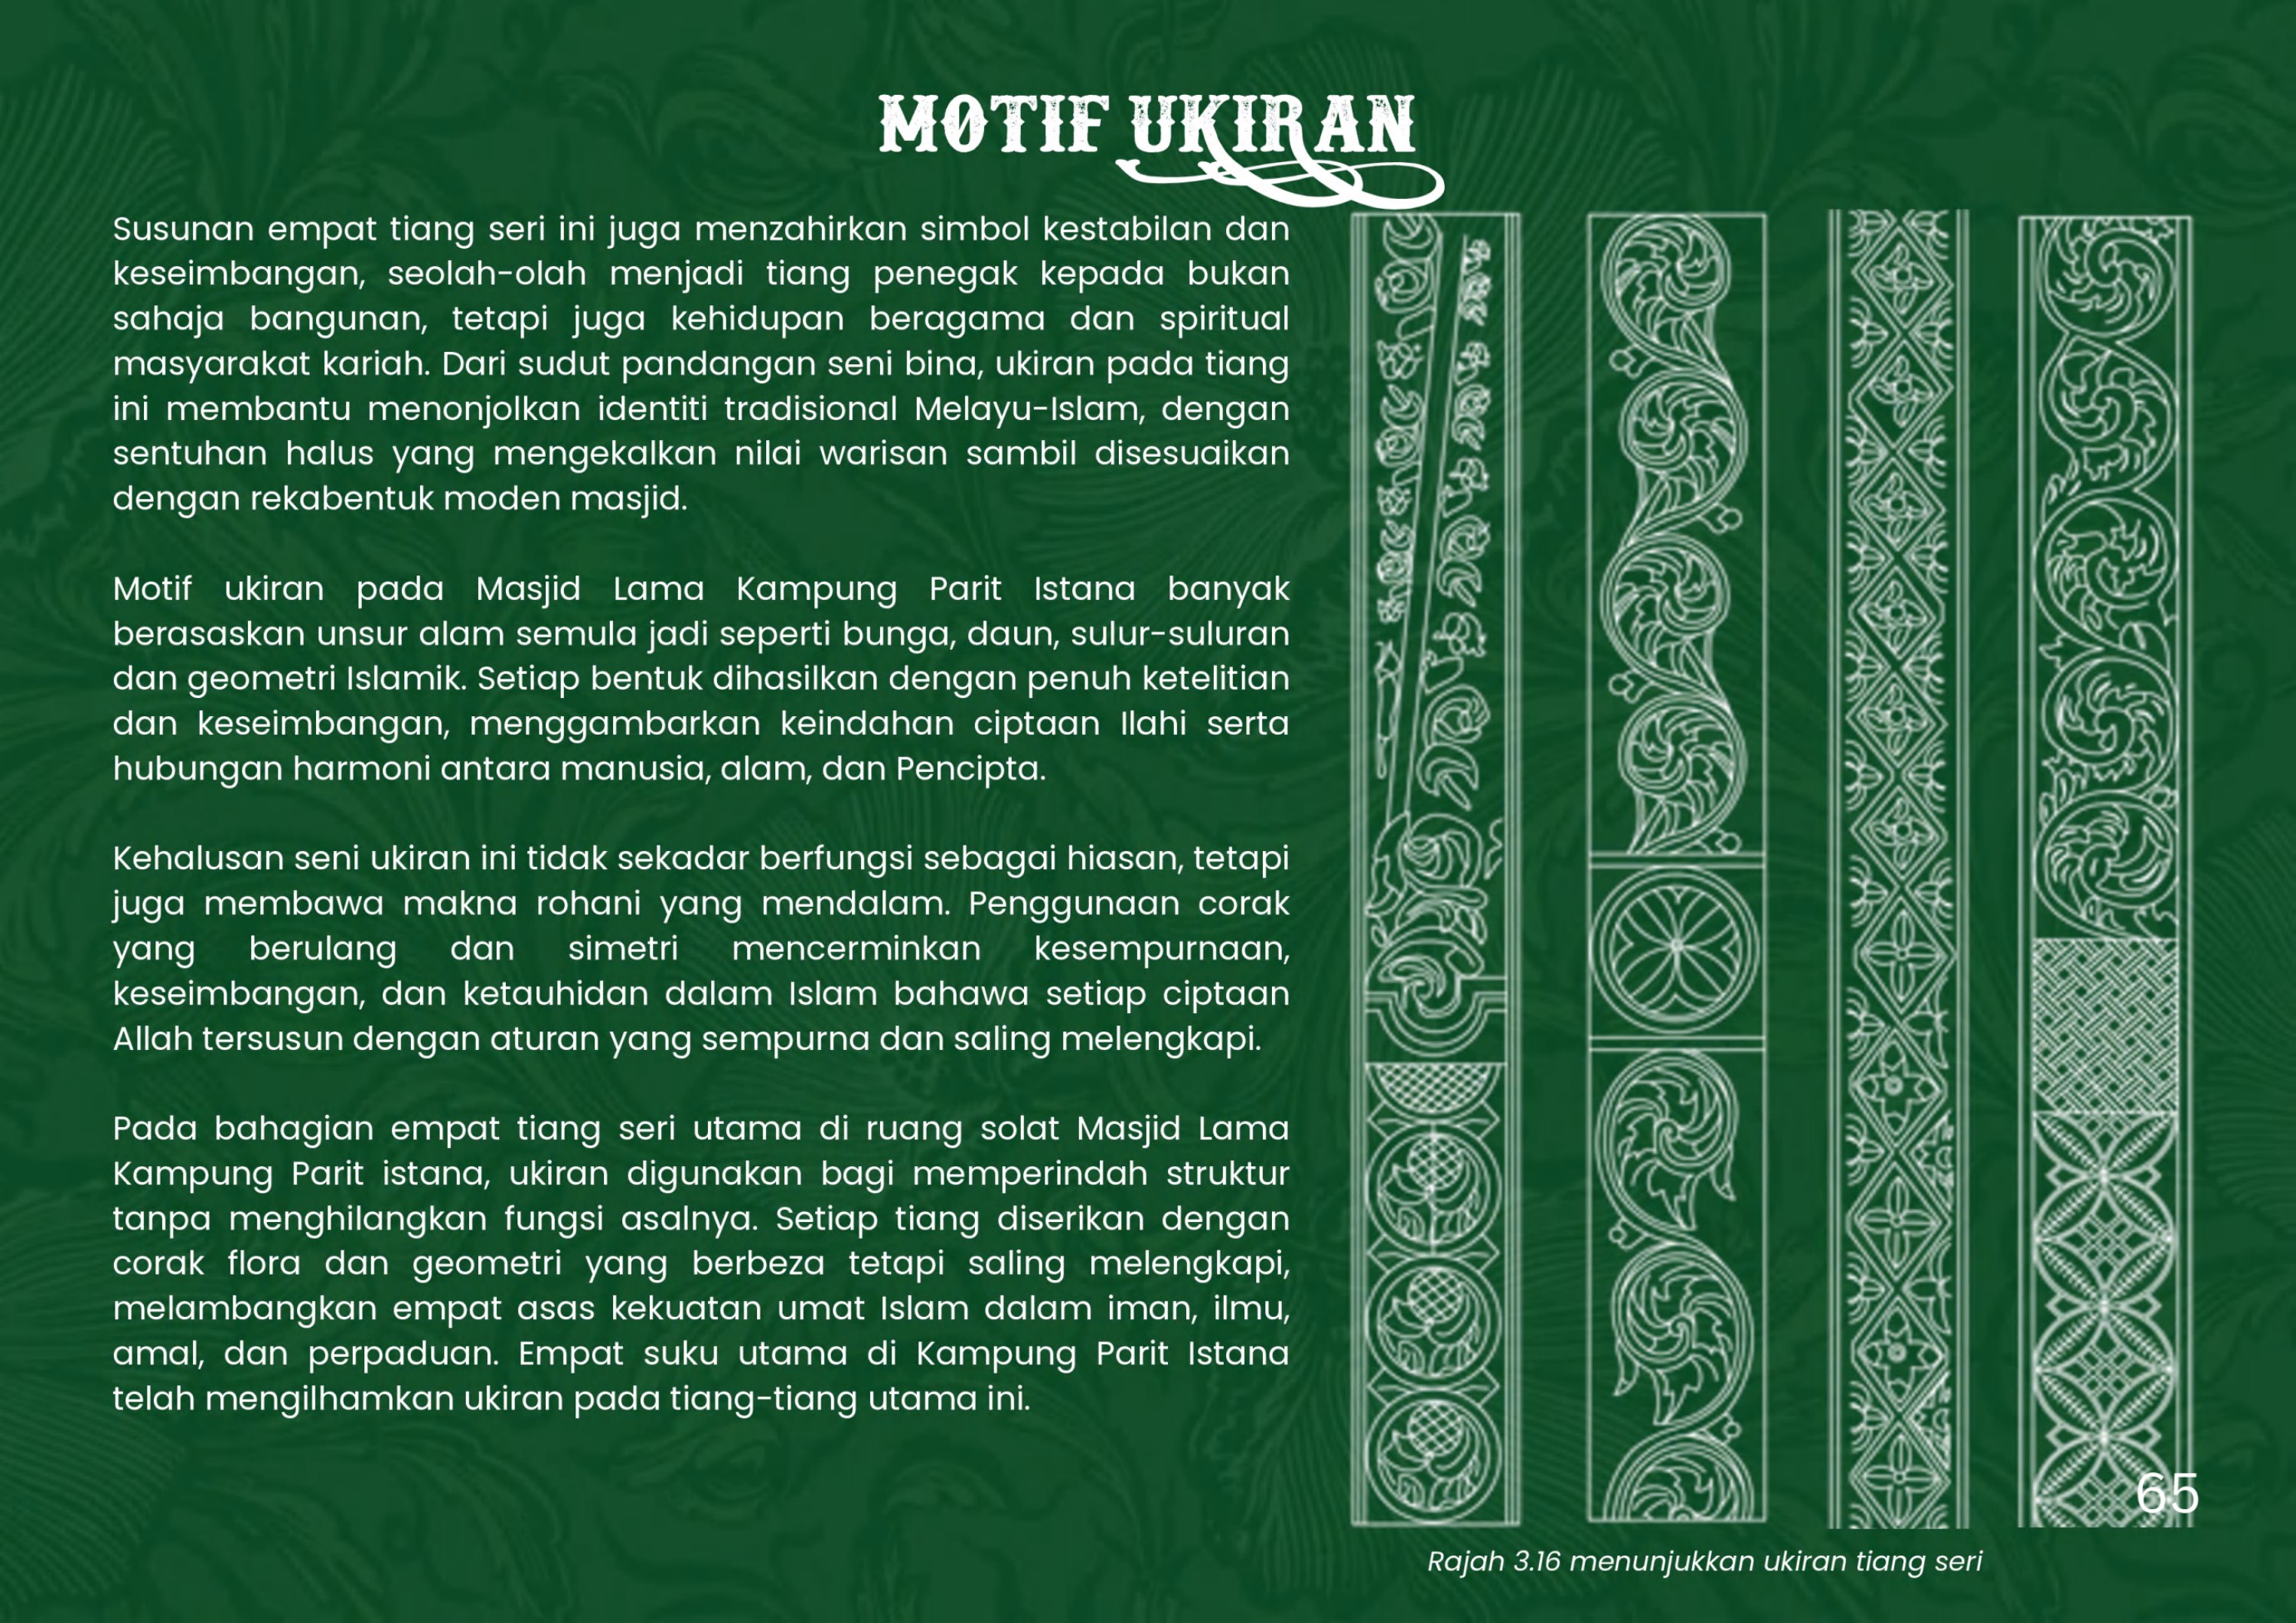 MOTIF UKIRAN
Susunan empat tiang seri ini juga menzahirkan simbol kestabilan dan
keseimbangan, seolah-olah menjadi tiang penegak kepada bukan
sahaja bangunan, tetapi juga kehidupan beragama dan spiritual
masyarakat kariah. Dari sudut pandangan seni bina, ukiran pada tiang
ini membantu menonjolkan identiti tradisional Melayu-Islam, dengan
sentuhan halus yang mengekalkan nilai warisan sambil disesuaikan
dengan rekabentuk moden masjid.
Motif ukiran pada Masjid Lama Kampung Parit Istana banyak
berasaskan unsur alam semula jadi seperti bunga, daun, sulur-suluran
dan geometri Islamik. Setiap bentuk dihasilkan dengan penuh ketelitian
dan keseimbangan, menggambarkan keindahan ciptaan Ilahi serta
hubungan harmoni antara manusia, alam, dan Pencipta.
Kehalusan seni ukiran ini tidak sekadar berfungsi sebagai hiasan, tetapi
juga membawa makna rohani yang mendalam. Penggunaan corak
yang berulang dan simetri mencerminkan kesempurnaan,
keseimbangan, dan ketauhidan dalam Islam bahawa setiap ciptaan
Allah tersusun dengan aturan yang sempurna dan saling melengkapi.
Pada bahagian empat tiang seri utama di ruang solat Masjid Lama
Kampung Parit istana, ukiran digunakan bagi memperindah struktur
tanpa menghilangkan fungsi asalnya. Setiap tiang diserikan dengan
corak flora dan geometri yang berbeza tetapi saling melengkapi,
melambangkan empat asas kekuatan umat Islam dalam iman, ilmu,
amal, dan perpaduan. Empat suku utama di Kampung Parit Istana
telah mengilhamkan ukiran pada tiang-tiang utama ini.
65
Rajah 3.16 menunjukkan ukiran tiang seri